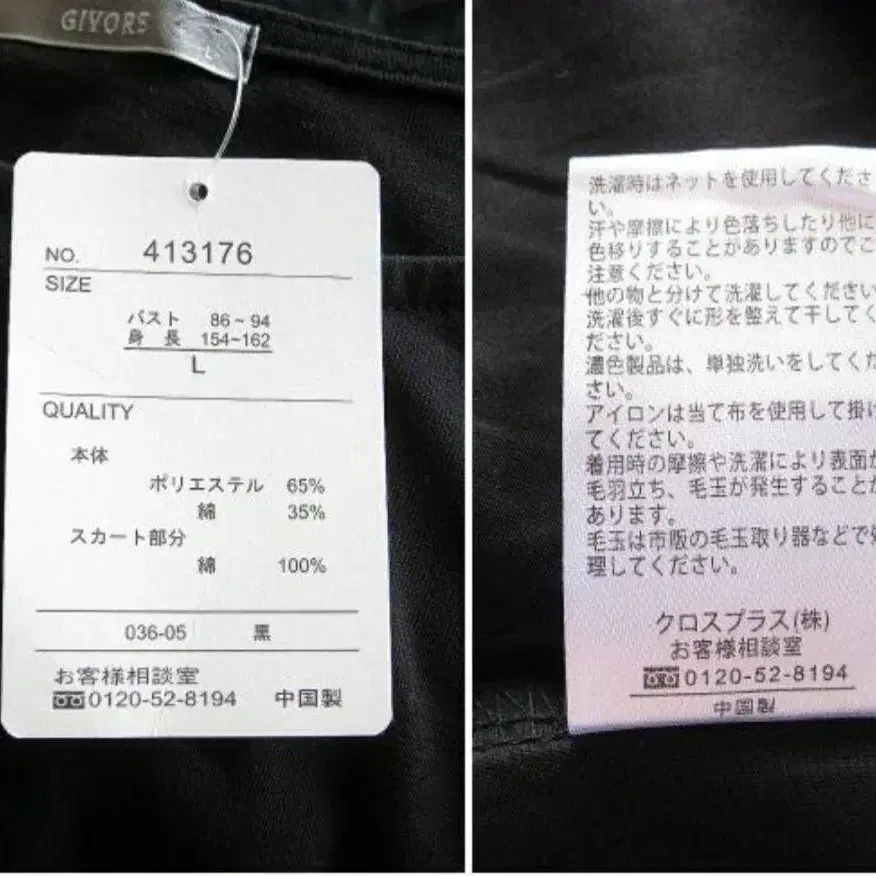 GIYORS
L
NO. 413176
SIZE
バスト 86~94
身 長 154~162
L
QUALITY
本体
ポリエステル 65%
綿 35%
スカート部分
綿 100%
036-05 黒
お客様相談室
0120-52-8194 中国製
洗濯時はネットを使用してくださ
い。
汗や摩擦により色落ちしたり他に
色移りすることがありますのでご
注意ください。
他の物と分けて洗濯してください
洗濯後すぐに形を整えて干してく
ださい。
濃色製品は、単独洗いをしてくだ
さい。
アイロンは当て布を使用して掛け
てください。
着用時の摩擦や洗濯により表面が
毛羽立ち、毛玉が発生することが
あります。
毛玉は市販の毛玉取り器などで処
理してください。
クロスプラス(株)
お客様相談室
0120-52-8194
中国製